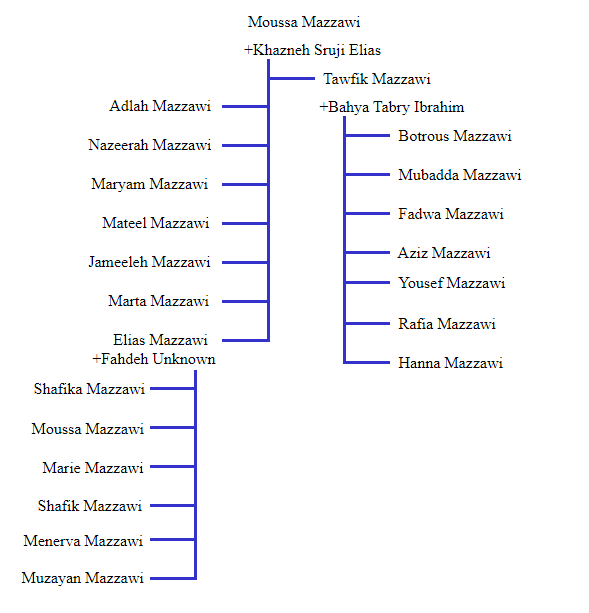 Moussa Mazzawi
+Khazneh Sruji Elias
Tawfik Mazzawi
+Bahya Tabry Ibrahim
Botrous Mazzawi
Mubadda Mazzawi
Fadwa Mazzawi
Aziz Mazzawi
Yousef Mazzawi
Rafia Mazzawi
Hanna Mazzawi
Adlah Mazzawi
Nazeerah Mazzawi
Maryam Mazzawi
Mateel Mazzawi
Jameeleh Mazzawi
Marta Mazzawi
Elias Mazzawi
+Fahdeh Unknown
Shafika Mazzawi
Moussa Mazzawi
Marie Mazzawi
Shafik Mazzawi
Menerva Mazzawi
Muzayan Mazzawi